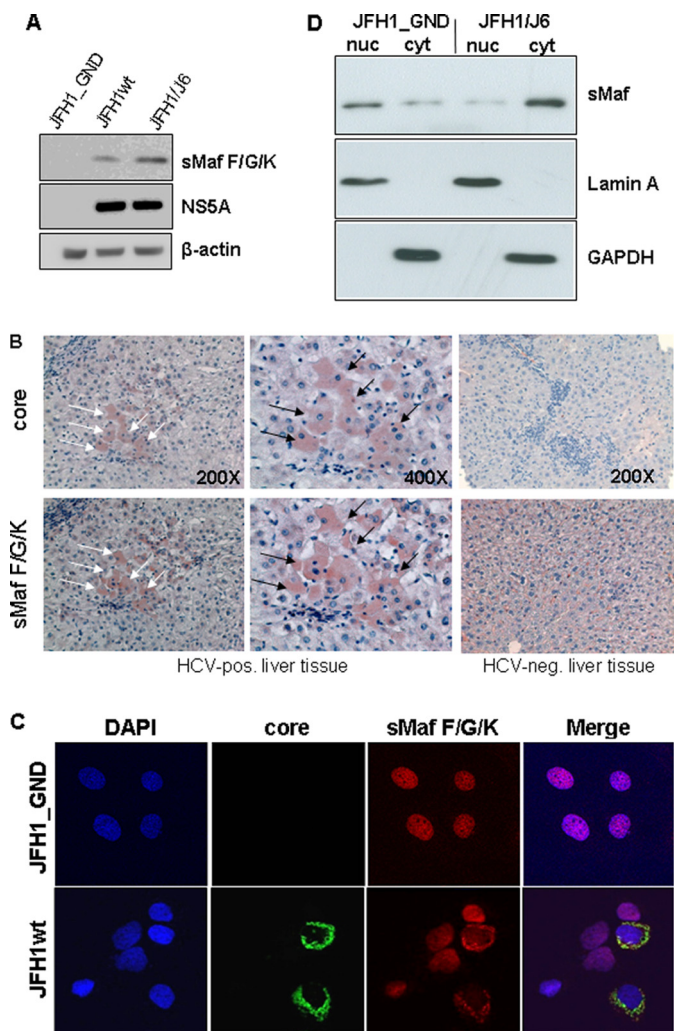 A
JFH1_GND
JFH1wt
JFH1/J6
sMaf F/G/K
NS5A
β-actin
D
JFH1_GND JFH1/J6
nuc cyt nuc cyt
sMaf
Lamin A
GAPDH
B
core
200X
400X
200X
sMaf F/G/K
HCV-pos. liver tissue
HCV-neg. liver tissue
C
DAPI core sMaf F/G/K Merge
JFH1_GND
JFH1wt